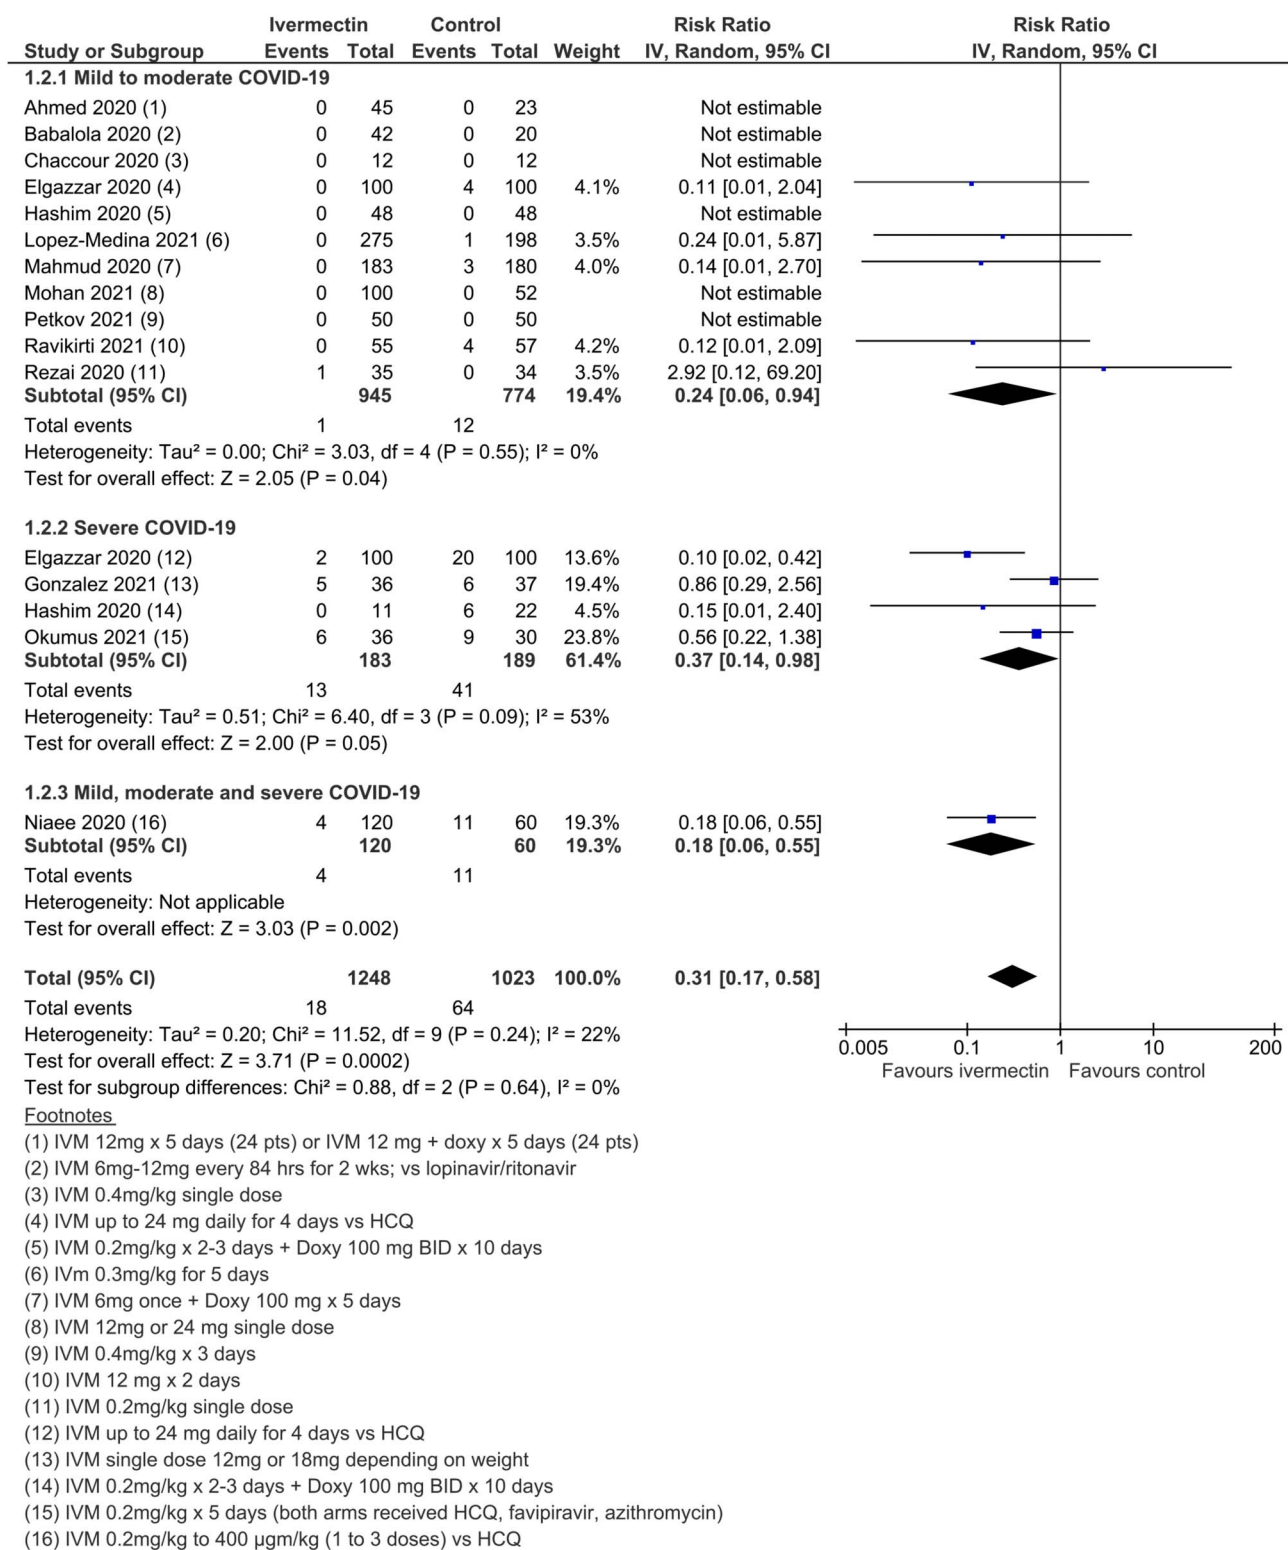 Ivermectin Control Risk Ratio Risk Ratio
Study or Subgroup Events Total Events Total Weight IV, Random, 95% CI IV, Random, 95% CI
1.2.1 Mild to moderate COVID-19
Ahmed 2020 (1) 0 45 0 23 Not estimable
Babalola 2020 (2) 0 42 0 20 Not estimable
Chaccour 2020 (3) 0 12 0 12 Not estimable
Elgazzar 2020 (4) 0 100 4 100 4.1% 0.11 [0.01, 2.04]
Hashim 2020 (5) 0 48 0 48 Not estimable
Lopez-Medina 2021 (6) 0 275 1 198 3.5% 0.24 [0.01, 5.87]
Mahmud 2020 (7) 0 183 3 180 4.0% 0.14 [0.01, 2.70]
Mohan 2021 (8) 0 100 0 52 Not estimable
Petkov 2021 (9) 0 50 0 50 Not estimable
Ravikirti 2021 (10) 0 55 4 57 4.2% 0.12 [0.01, 2.09]
Rezai 2020 (11) 1 35 0 34 3.5% 2.92 [0.12, 69.20]
Subtotal (95% CI) 945 774 19.4% 0.24 [0.06, 0.94]
Total events 1 12
Heterogeneity: Tau² = 0.00; Chi² = 3.03, df = 4 (P = 0.55); I² = 0%
Test for overall effect: Z = 2.05 (P = 0.04)
1.2.2 Severe COVID-19
Elgazzar 2020 (12) 2 100 20 100 13.6% 0.10 [0.02, 0.42]
Gonzalez 2021 (13) 5 36 6 37 19.4% 0.86 [0.29, 2.56]
Hashim 2020 (14) 0 11 6 22 4.5% 0.15 [0.01, 2.40]
Okumus 2021 (15) 6 36 9 30 23.8% 0.56 [0.22, 1.38]
Subtotal (95% CI) 183 189 61.4% 0.37 [0.14, 0.98]
Total events 13 41
Heterogeneity: Tau² = 0.51; Chi² = 6.40, df = 3 (P = 0.09); I² = 53%
Test for overall effect: Z = 2.00 (P = 0.05)
1.2.3 Mild, moderate and severe COVID-19
Niaee 2020 (16) 4 120 11 60 19.3% 0.18 [0.06, 0.55]
Subtotal (95% CI) 120 60 19.3% 0.18 [0.06, 0.55]
Total events 4 11
Heterogeneity: Not applicable
Test for overall effect: Z = 3.03 (P = 0.002)
Total (95% CI) 1248 1023 100.0% 0.31 [0.17, 0.58]
Total events 18 64
Heterogeneity: Tau² = 0.20; Chi² = 11.52, df = 9 (P = 0.24); I² = 22%
Test for overall effect: Z = 3.71 (P = 0.0002)
Test for subgroup differences: Chi² = 0.88, df = 2 (P = 0.64), I² = 0%
0.005 0.1 1 10 200
Favours ivermectin Favours control
Footnotes
(1) IVM 12mg x 5 days (24 pts) or IVM 12 mg + doxy x 5 days (24 pts)
(2) IVM 6mg-12mg every 84 hrs for 2 wks; vs lopinavir/ritonavir
(3) IVM 0.4mg/kg single dose
(4) IVM up to 24 mg daily for 4 days vs HCQ
(5) IVM 0.2mg/kg x 2-3 days + Doxy 100 mg BID x 10 days
(6) IVm 0.3mg/kg for 5 days
(7) IVM 6mg once + Doxy 100 mg x 5 days
(8) IVM 12mg or 24 mg single dose
(9) IVM 0.4mg/kg x 3 days
(10) IVM 12 mg x 2 days
(11) IVM 0.2mg/kg single dose
(12) IVM up to 24 mg daily for 4 days vs HCQ
(13) IVM single dose 12mg or 18mg depending on weight
(14) IVM 0.2mg/kg x 2-3 days + Doxy 100 mg BID x 10 days
(15) IVM 0.2mg/kg x 5 days (both arms received HCQ, favipiravir, azithromycin)
(16) IVM 0.2mg/kg to 400 µgm/kg (1 to 3 doses) vs HCQ